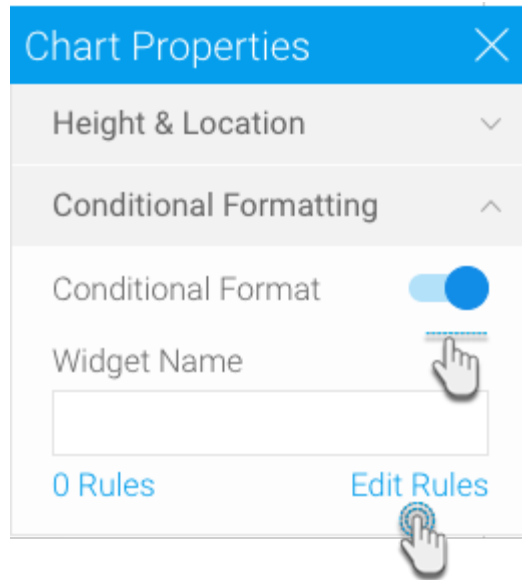 Chart Properties
Height & Location
Conditional Formatting
Conditional Format
Widget Name
0 Rules Edit Rules